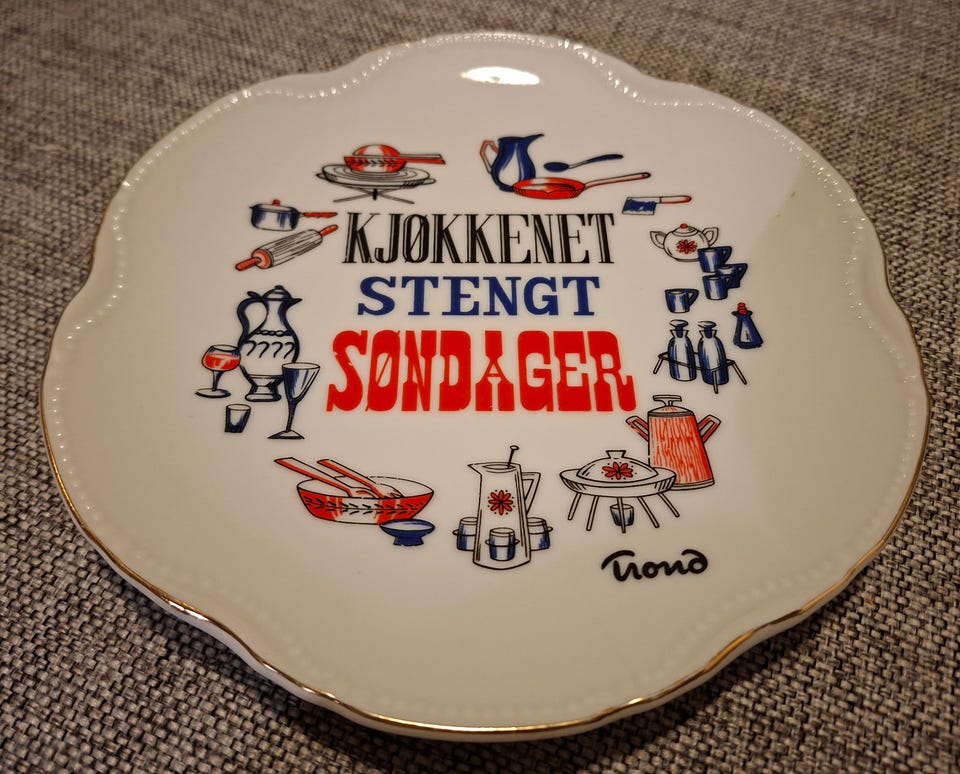 KJØKKENET
STENGT
SØNDAGER
Trond